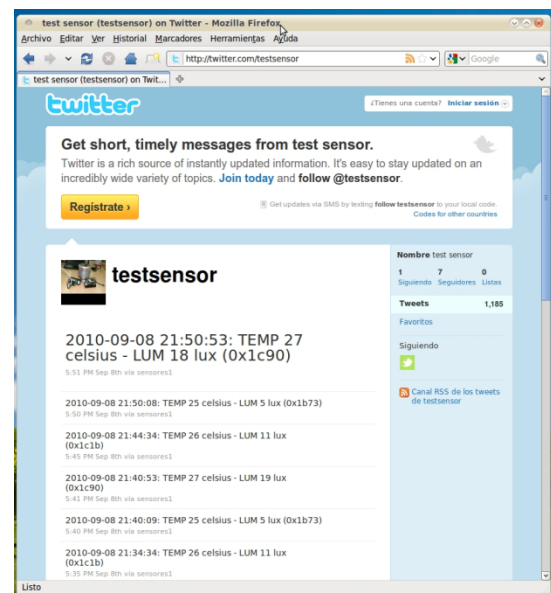 test sensor (testsensor) on Twitter - Mozilla Firefox
Archivo Editar Ver Historial Marcadores Herramientas Ayuda
http://twitter.com/testsensor
Google
test sensor (testsensor) on Twit...
twitter
¿Tienes una cuenta? Iniciar sesión
Get short, timely messages from test sensor.
Twitter is a rich source of instantly updated information. It's easy to stay updated on an
incredibly wide variety of topics. Join today and follow @testsensor.
Registrate ›
Get updates via SMS by texting follow testsensor to your local code.
Codes for other countries
testsensor
2010-09-08 21:50:53: TEMP 27
celsius - LUM 18 lux (0x1c90)
5:51 PM Sep 8th via sensores1
2010-09-08 21:50:08: TEMP 25 celsius - LUM 5 lux (0x1b73)
5:50 PM Sep 8th via sensores1
2010-09-08 21:44:34: TEMP 26 celsius - LUM 11 lux
(0x1c1b)
5:45 PM Sep 8th via sensores1
2010-09-08 21:40:53: TEMP 27 celsius - LUM 19 lux
(0x1c90)
5:41 PM Sep 8th via sensores1
2010-09-08 21:40:09: TEMP 25 celsius - LUM 5 lux (0x1b73)
5:40 PM Sep 8th via sensores1
2010-09-08 21:34:34: TEMP 26 celsius - LUM 11 lux
(0x1c1b)
5:35 PM Sep 8th via sensores1
Nombre test sensor
1 7 0
Siguiendo Seguidores Listas
Tweets 1,185
Favoritos
Siguiendo
Canal RSS de los tweets
de testsensor
Listo